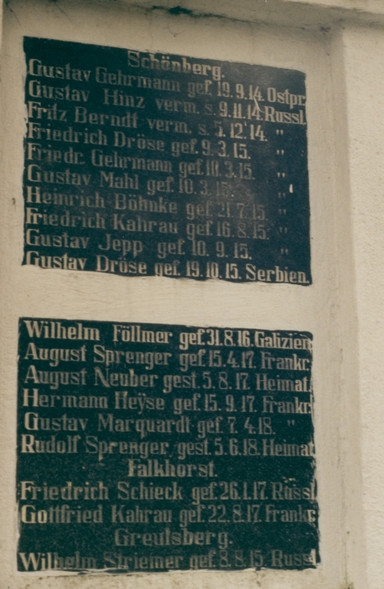 Schönberg.
Gustav Gehrmann gef. 19.9.14. Ostpr.
Gustav Hinz verm. s. 9.11.14. Russl.
Fritz Berndt verm. s. 5.12.14. "
Friedrich Dröse gef. 9.3.15. "
Friedr. Gehrmann gef. 10.3.15. "
Gustav Mahl gef. 10.3.15. "
Heinrich Böhnke gef. 21.7.15. "
Friedrich Kahrau gef. 16.8.15. "
Gustav Jepp gef. 10.9.15. "
Gustav Dröse gef. 19.10.15. Serbien.
Wilhelm Föllmer gef. 31.8.16. Galizien.
August Sprenger gef. 15.4.17. Frankr.
August Neuber gest. 5.8.17. Heimat.
Hermann Heyse gef. 15.9.17. Frankr.
Gustav Marquardt gef. 7.4.18. "
Rudolf Sprenger gest. 5.6.18. Heimat
Falkhorst.
Friedrich Schieck gef. 26.1.17. Russl.
Gottfried Kahrau gef. 22.8.17. Frankr.
Greulsberg.
Wilhelm Striemer gef. 8.8.15. Russl.